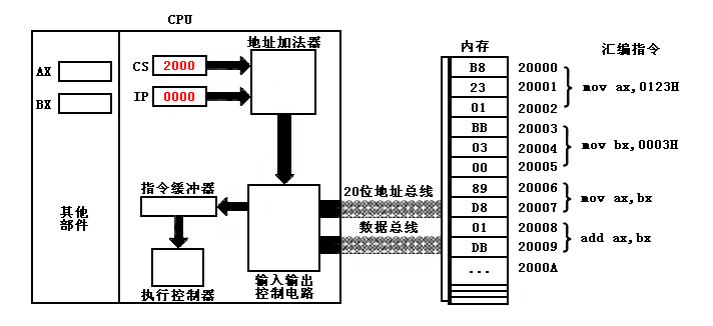 CPU
地址加法器
内存
汇编指令
AX
BX
CS 2000
IP 0000
B8 20000
23 20001
01 20002
mov ax,0123H
BB 20003
03 20004
00 20005
mov bx,0003H
89 20006
D8 20007
mov ax,bx
01 20008
DB 20009
add ax,bx
... 2000A
指令缓冲器
20位地址总线
数据总线
其他
部件
执行控制器
输入输出
控制电路